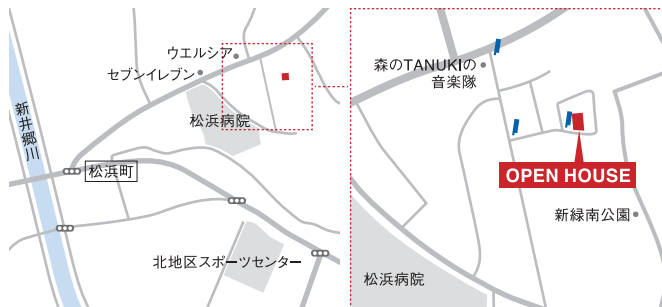 ウエルシア
セブンイレブン
松浜病院
新井郷川
松浜町
北地区スポーツセンター
森のTANUKIの
音楽隊
OPEN HOUSE
新緑南公園
松浜病院